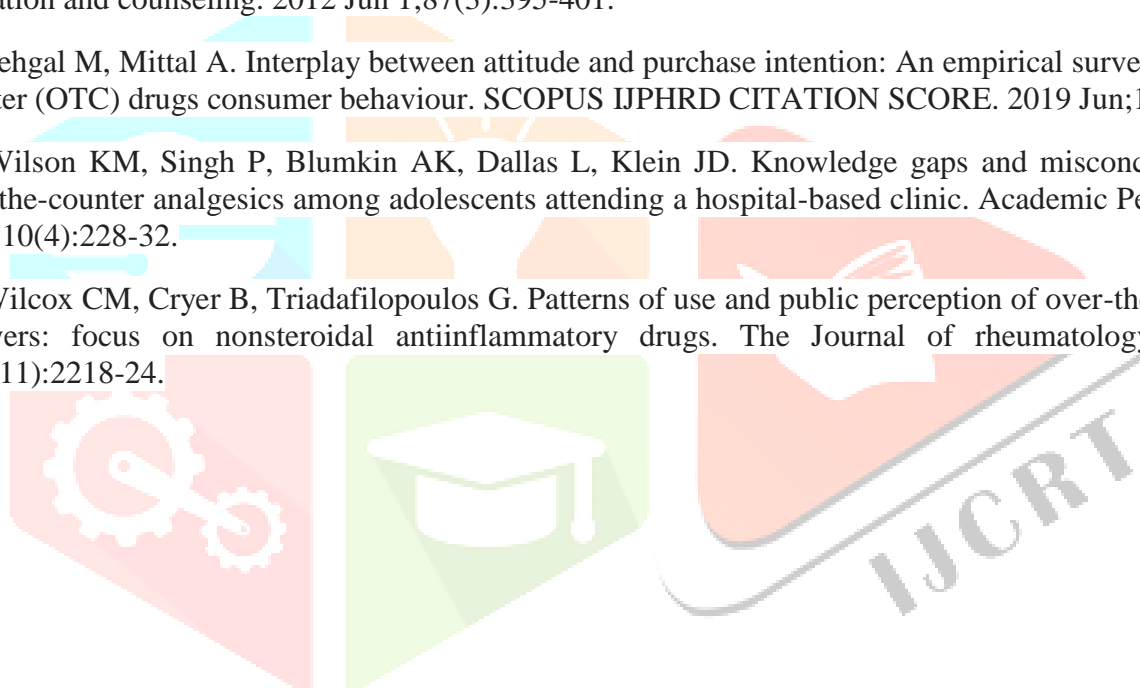 ation and counseling. 2012 Jun 1;87(3):395-401.
ehgal M, Mittal A. Interplay between attitude and purchase intention: An empirical surve
ter (OTC) drugs consumer behaviour. SCOPUS IJPHRD CITATION SCORE. 2019 Jun;1
Wilson KM, Singh P, Blumkin AK, Dallas L, Klein JD. Knowledge gaps and misconc
the-counter analgesics among adolescents attending a hospital-based clinic. Academic Pe
10(4):228-32.
Wilcox CM, Cryer B, Triadafilopoulos G. Patterns of use and public perception of over-the
vers: focus on nonsteroidal antiinflammatory drugs. The Journal of rheumatology
11):2218-24.
IJCRT